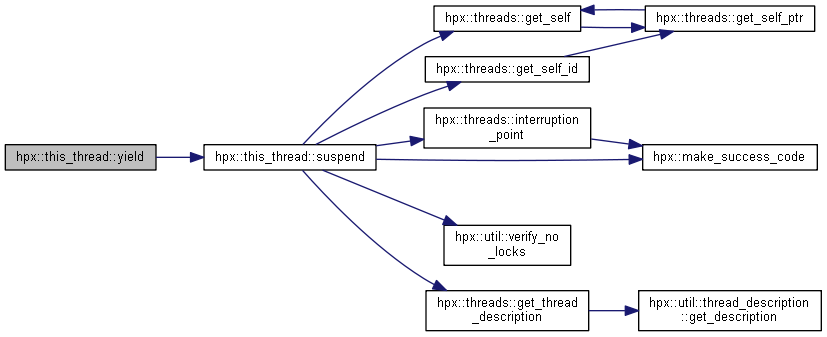 hpx::this_thread::yield
hpx::this_thread::suspend
hpx::threads::get_self
hpx::threads::get_self_ptr
hpx::threads::get_self_id
hpx::threads::interruption
_point
hpx::make_success_code
hpx::util::verify_no
_locks
hpx::threads::get_thread
_description
hpx::util::thread_description
::get_description